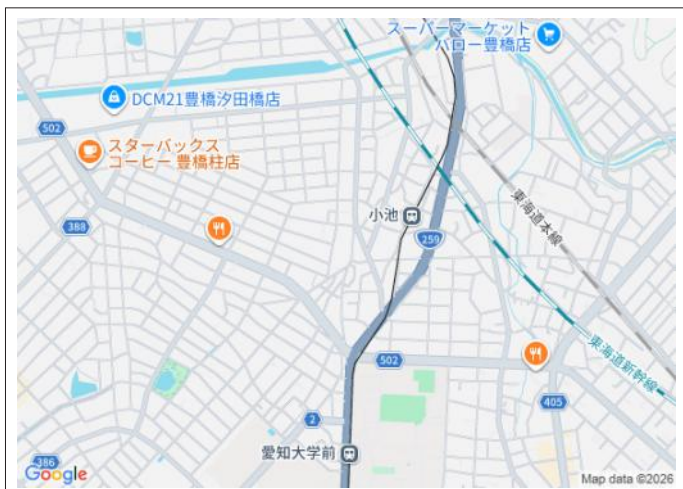 スーパーマーケット
バロー豊橋店
DCM21豊橋汐田橋店
502
スターバックス
コーヒー 豊橋柱店
388
小池
259
東海道本線
東海道新幹線
502
405
2
愛知大学前
386
Google
Map data ©2026